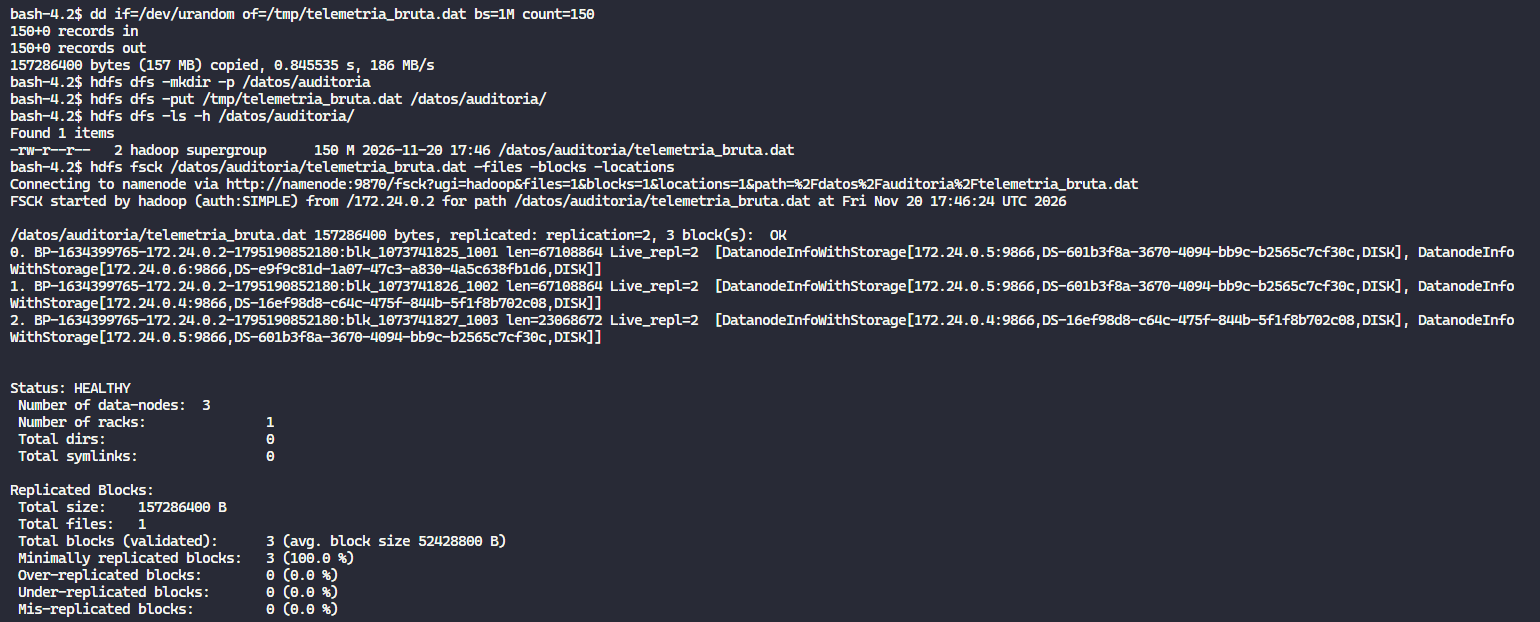 bash-4.2$ dd if=/dev/urandom of=/tmp/telemetria_bruta.dat bs=1M count=150
150+0 records in
150+0 records out
157286400 bytes (157 MB) copied, 0.845535 s, 186 MB/s
bash-4.2$ hdfs dfs -mkdir -p /datos/auditoria
bash-4.2$ hdfs dfs -put /tmp/telemetria_bruta.dat /datos/auditoria/
bash-4.2$ hdfs dfs -ls -h /datos/auditoria/
Found 1 items
-rw-r--r--   2 hadoop supergroup      150 M 2026-11-20 17:46 /datos/auditoria/telemetria_bruta.dat
bash-4.2$ hdfs fsck /datos/auditoria/telemetria_bruta.dat -files -blocks -locations
Connecting to namenode via http://namenode:9870/fsck?ugi=hadoop&files=1&blocks=1&locations=1&path=%2Fdatos%2Fauditoria%2Ftelemetria_bruta.dat
FSCK started by hadoop (auth:SIMPLE) from /172.24.0.2 for path /datos/auditoria/telemetria_bruta.dat at Fri Nov 20 17:46:24 UTC 2026

/datos/auditoria/telemetria_bruta.dat 157286400 bytes, replicated: replication=2, 3 block(s):  OK
0. BP-1634399765-172.24.0.2-1795190852180:blk_1073741825_1001 len=67108864 Live_repl=2  [DatanodeInfoWithStorage[172.24.0.5:9866,DS-601b3f8a-3670-4094-bb9c-b2565c7cf30c,DISK], DatanodeInfo
WithStorage[172.24.0.6:9866,DS-e9f9c81d-1a07-47c3-a830-4a5c638fb1d6,DISK]]
1. BP-1634399765-172.24.0.2-1795190852180:blk_1073741826_1002 len=67108864 Live_repl=2  [DatanodeInfoWithStorage[172.24.0.5:9866,DS-601b3f8a-3670-4094-bb9c-b2565c7cf30c,DISK], DatanodeInfo
WithStorage[172.24.0.4:9866,DS-16ef98d8-c64c-475f-844b-5f1f8b702c08,DISK]]
2. BP-1634399765-172.24.0.2-1795190852180:blk_1073741827_1003 len=23068672 Live_repl=2  [DatanodeInfoWithStorage[172.24.0.4:9866,DS-16ef98d8-c64c-475f-844b-5f1f8b702c08,DISK], DatanodeInfo
WithStorage[172.24.0.5:9866,DS-601b3f8a-3670-4094-bb9c-b2565c7cf30c,DISK]]

Status: HEALTHY
 Number of data-nodes:  3
 Number of racks:               1
 Total dirs:                    0
 Total symlinks:                0

Replicated Blocks:
 Total size:    157286400 B
 Total files:   1
 Total blocks (validated):      3 (avg. block size 52428800 B)
 Minimally replicated blocks:   3 (100.0 %)
 Over-replicated blocks:        0 (0.0 %)
 Under-replicated blocks:       0 (0.0 %)
 Mis-replicated blocks:         0 (0.0 %)